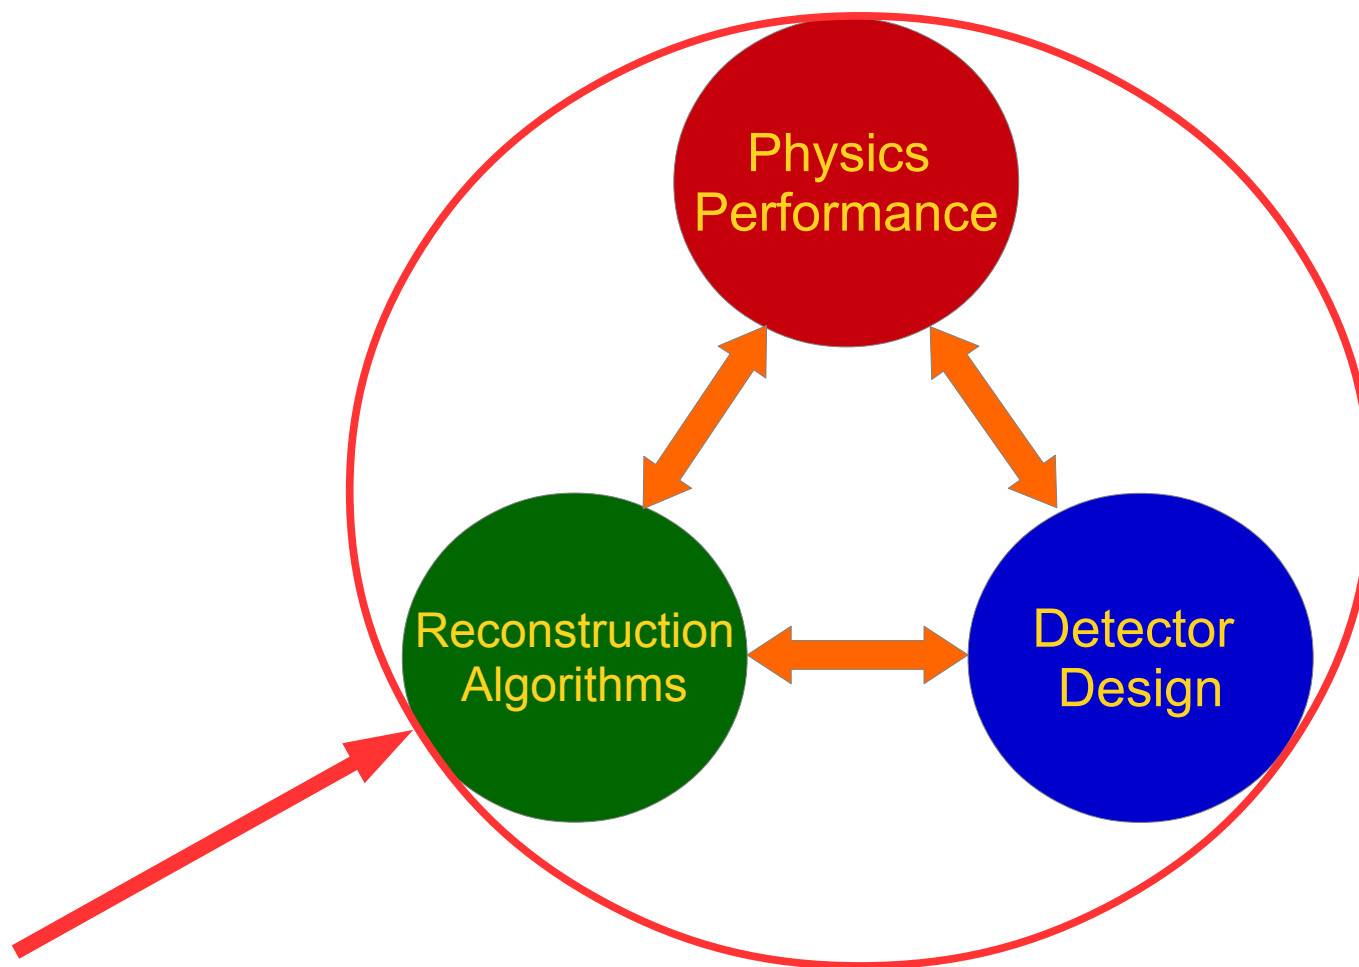 Physics
Performance
Reconstruction
Algorithms
Detector
Design